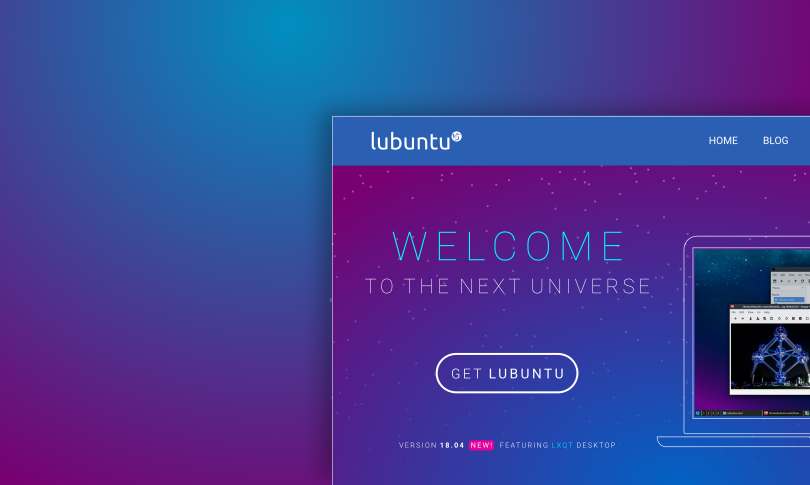 lubuntu
HOME BLOG
WELCOME
TO THE NEXT UNIVERSE
GET LUBUNTU
VERSION 18.04 NEW! FEATURING LXQT DESKTOP